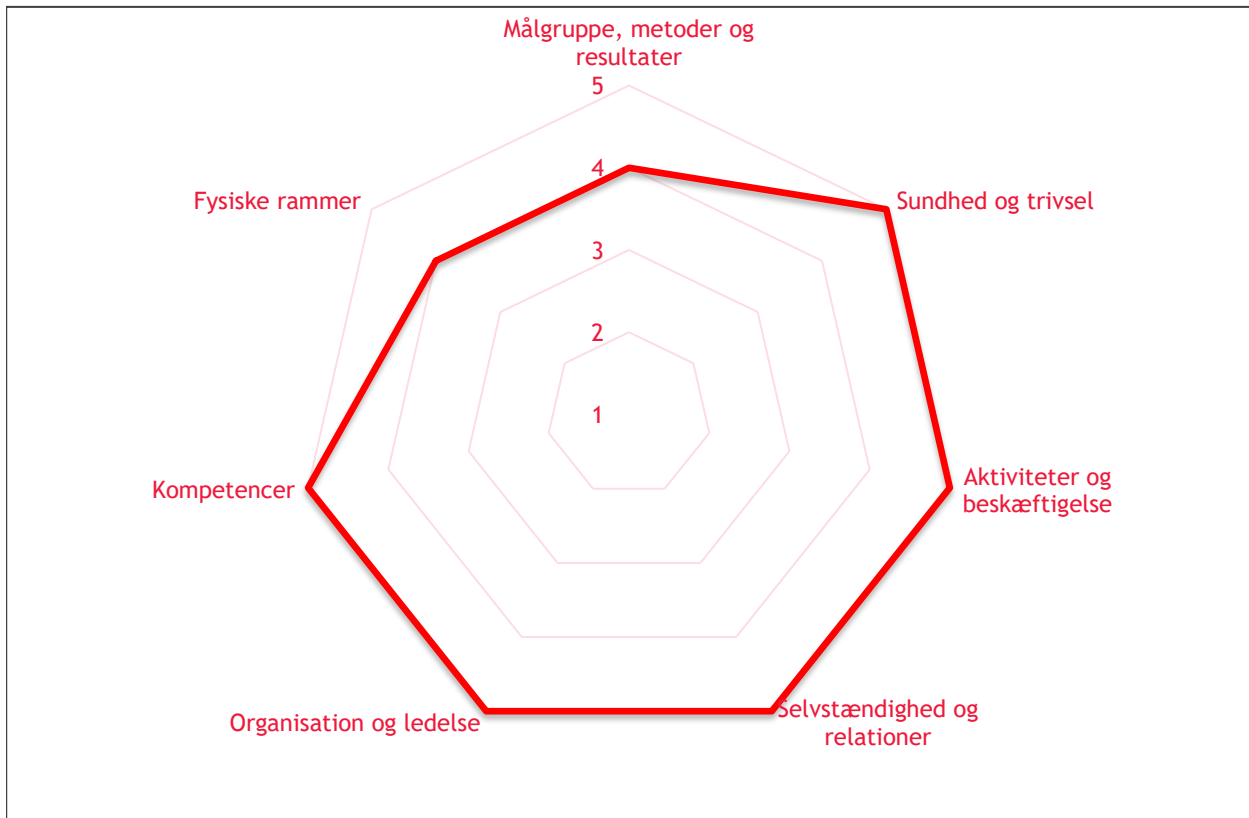 Målgruppe, metoder og
resultater
5
4
Fysiske rammer
Sundhed og trivsel
3
2
1
Aktiviteter og
beskæftigelse
Kompetencer
Selvstændighed og
relationer
Organisation og ledelse